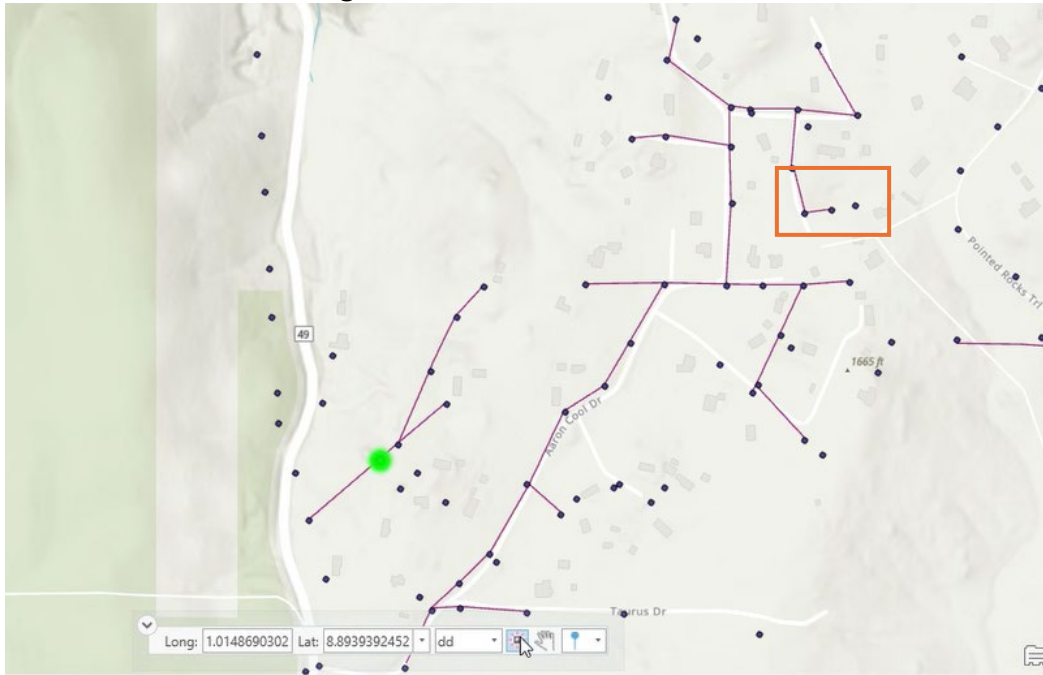 Pointed Rocks Trl
49
1665 ft
Aaron Cool Dr
Taurus Dr
Long: 1.0148690302 Lat: 8.8939392452 dd